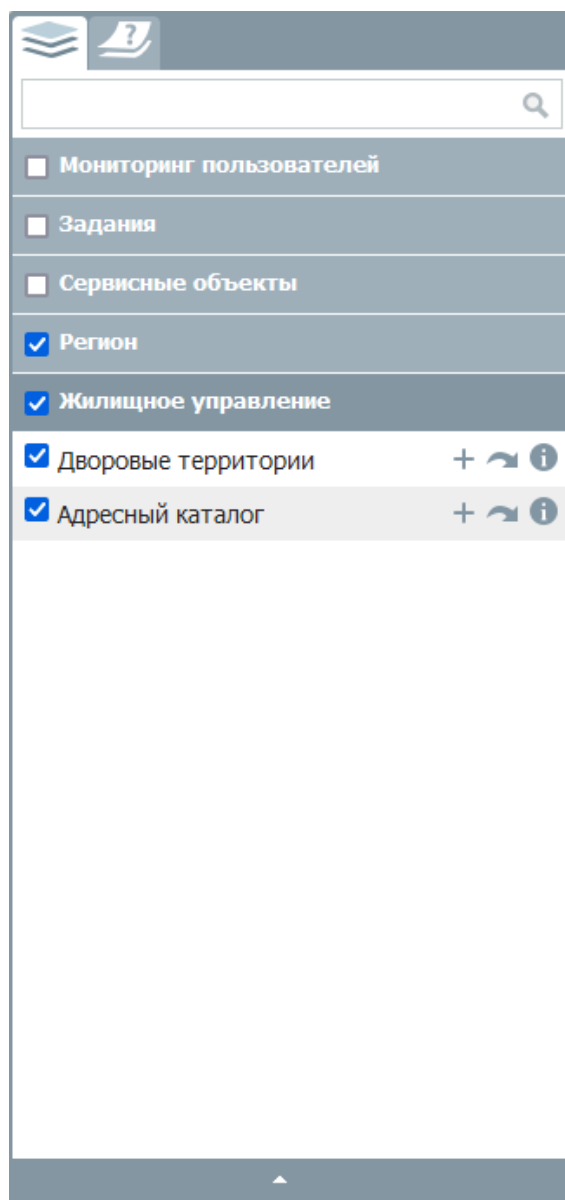 Мониторинг пользователей
Задания
Сервисные объекты
Регион
Жилищное управление
Дворовые территории
Адресный каталог